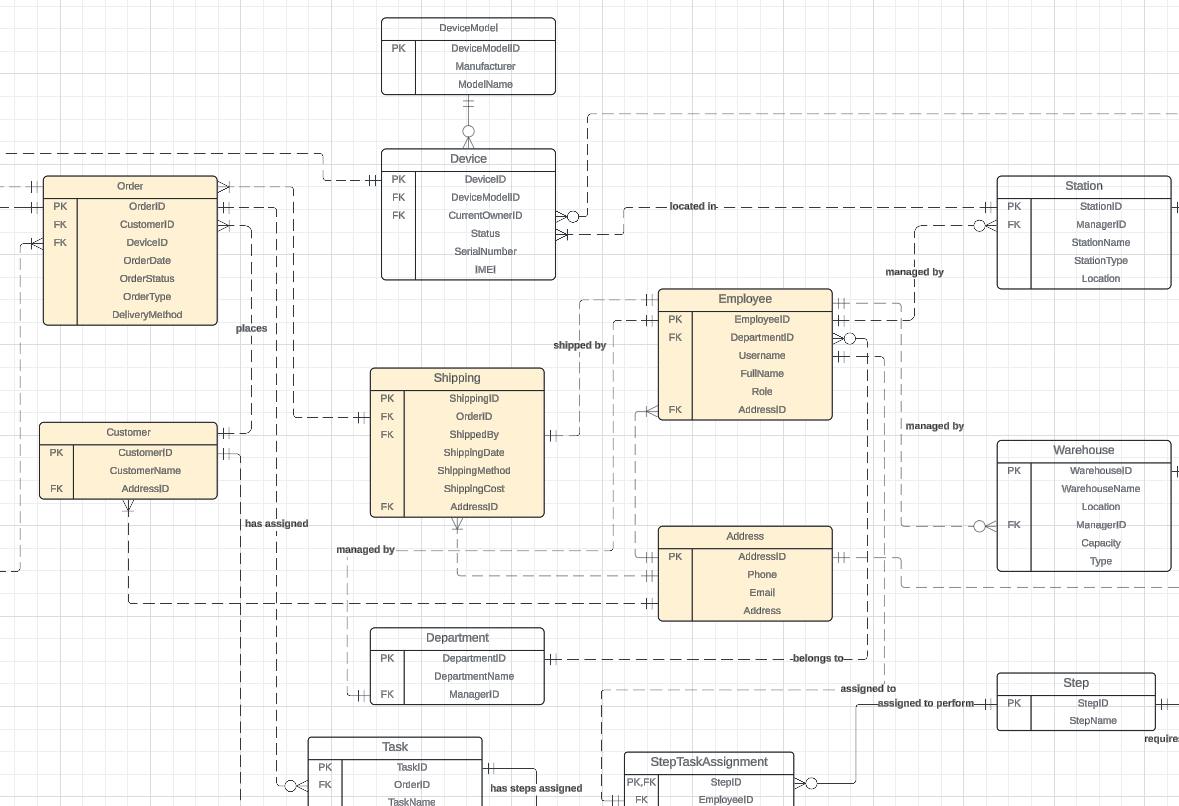 DeviceModel
PK DeviceModelID
Manufacturer
ModelName
Device
PK DeviceID
FK DeviceModelID
FK CurrentOwnerID
Status
SerialNumber
IMEI
Order
PK OrderID
FK CustomerID
FK DeviceID
OrderDate
OrderStatus
OrderType
DeliveryMethod
located in
Station
PK StationID
FK ManagerID
StationName
StationType
Location
managed by
places
shipped by
Employee
PK EmployeeID
FK DepartmentID
Username
FullName
Role
FK AddressID
Shipping
PK ShippingID
FK OrderID
FK ShippedBy
ShippingDate
ShippingMethod
ShippingCost
FK AddressID
Customer
PK CustomerID
CustomerName
FK AddressID
managed by
Warehouse
PK WarehouseID
WarehouseName
Location
FK ManagerID
Capacity
Type
has assigned
managed by
Address
PK AddressID
Phone
Email
Address
Department
PK DepartmentID
DepartmentName
FK ManagerID
belongs to
assigned to
assigned to perform
Step
PK StepID
StepName
require
Task
PK TaskID
FK OrderID
TaskName
has steps assigned
StepTaskAssignment
PK,FK StepID
FK EmployeeID